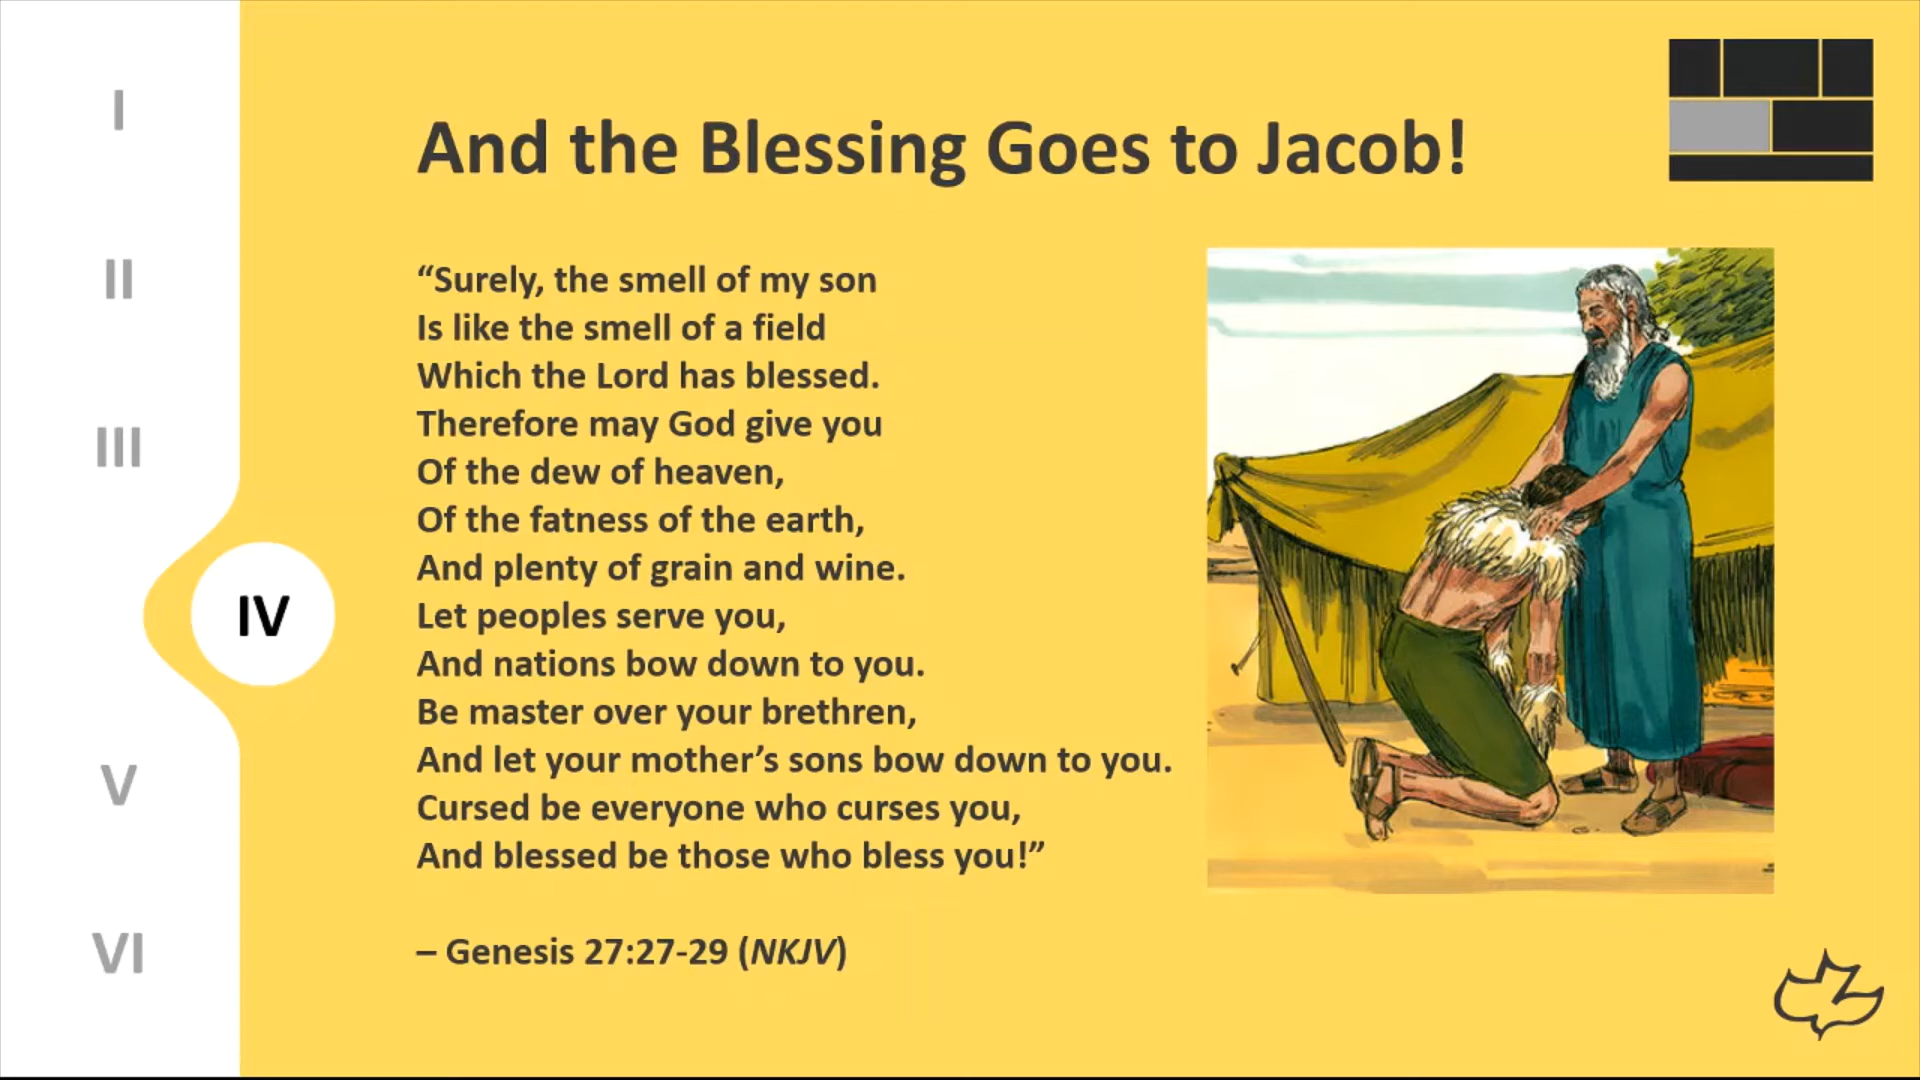 I
II
III
IV
V
VI
And the Blessing Goes to Jacob!
“Surely, the smell of my son
Is like the smell of a field
Which the Lord has blessed.
Therefore may God give you
Of the dew of heaven,
Of the fatness of the earth,
And plenty of grain and wine.
Let peoples serve you,
And nations bow down to you.
Be master over your brethren,
And let your mother’s sons bow down to you.
Cursed be everyone who curses you,
And blessed be those who bless you!”
– Genesis 27:27-29 (NKJV)